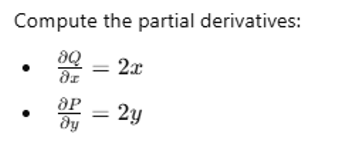 Compute the partial derivatives:
• ∂Q/∂x = 2x
• ∂P/∂y = 2y